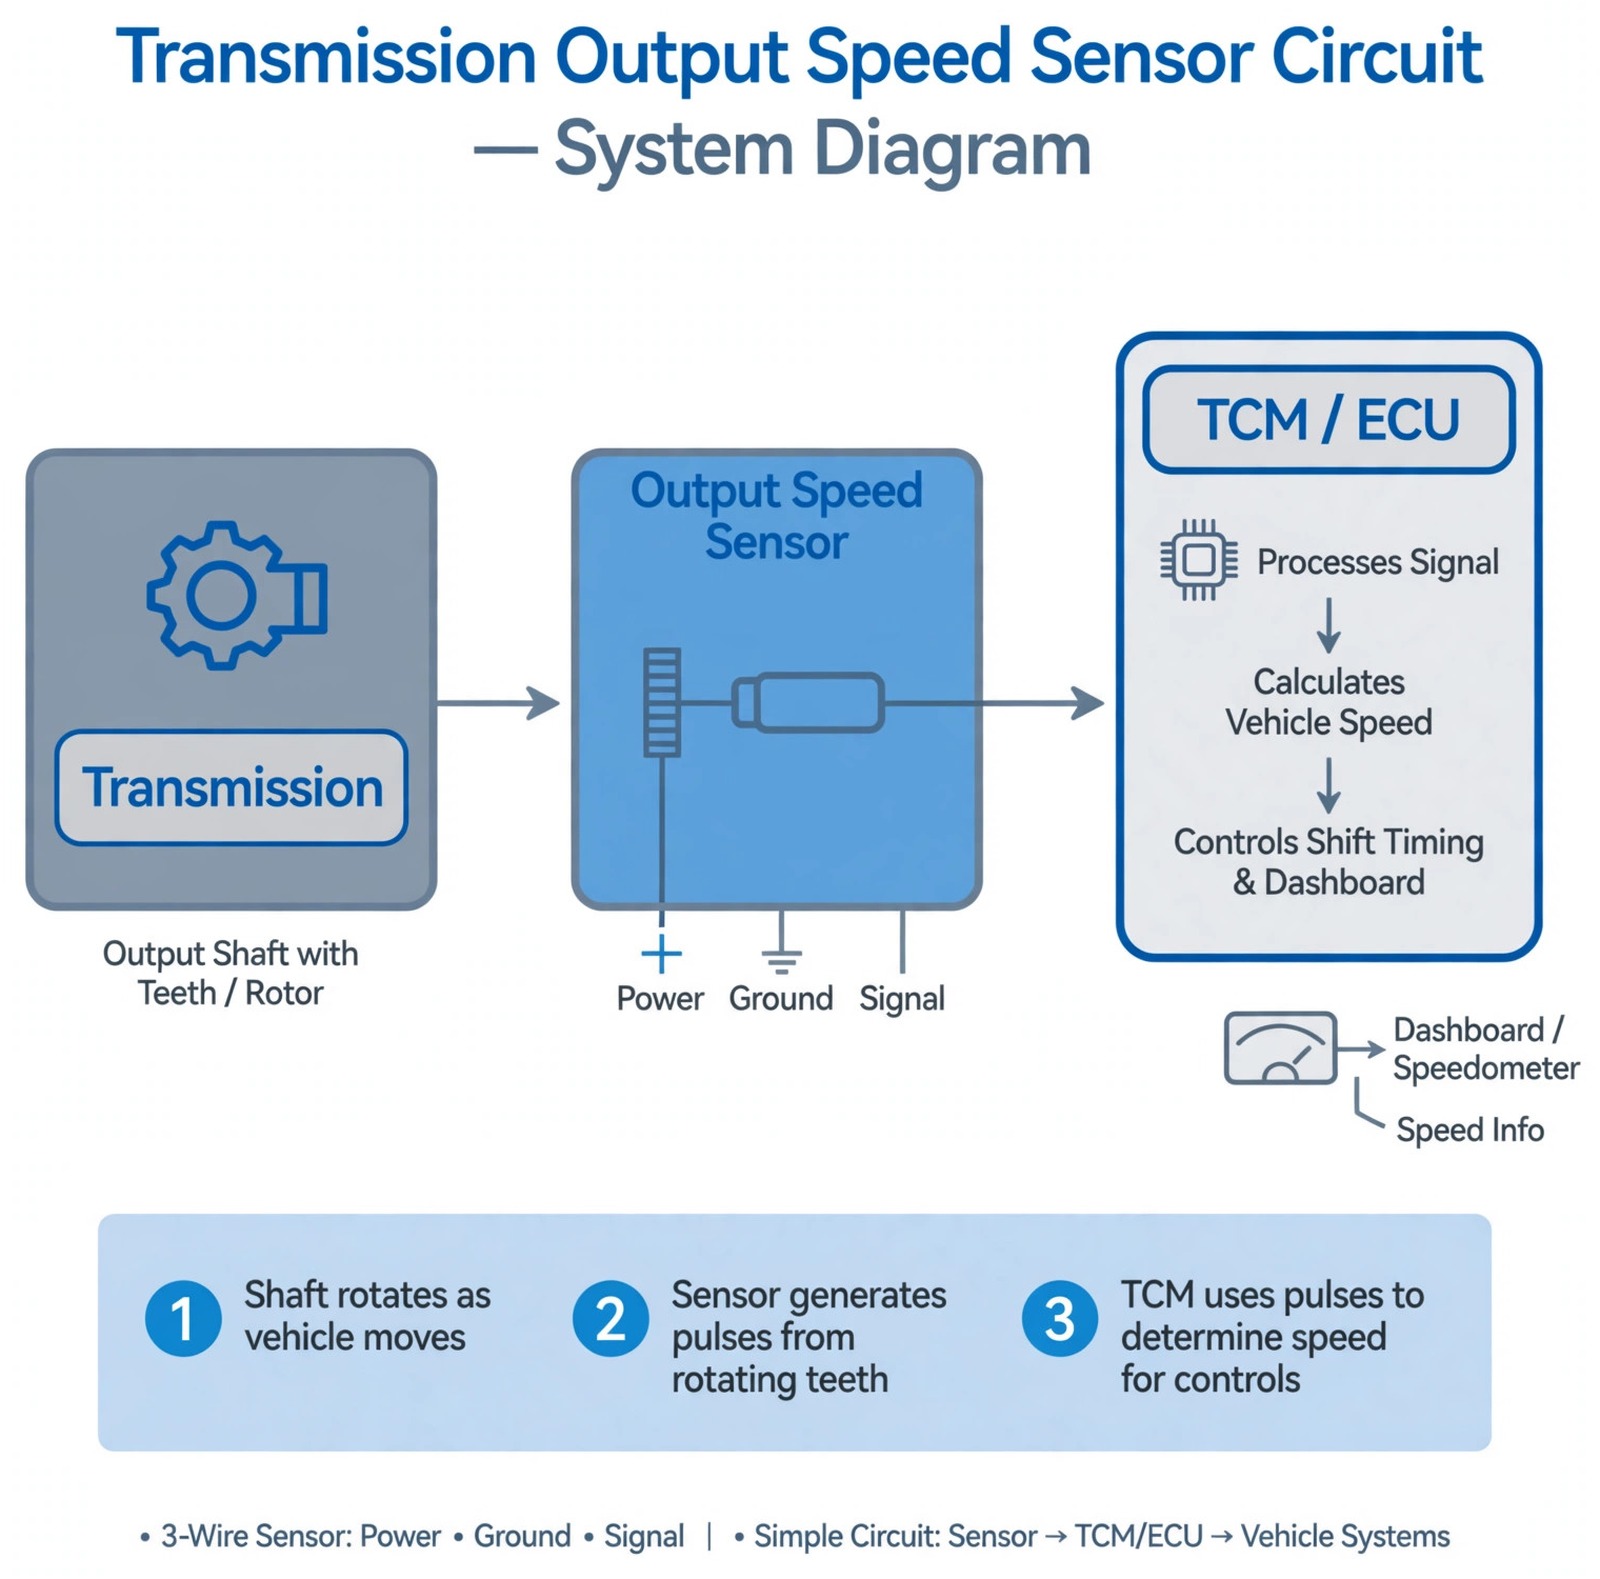 Transmission Output Speed Sensor Circuit
— System Diagram
Transmission
Output Shaft with
Teeth / Rotor
Output Speed
Sensor
Power
Ground
Signal
TCM / ECU
Processes Signal
Calculates
Vehicle Speed
Controls Shift Timing
& Dashboard
Dashboard /
Speedometer
Speed Info
1
Shaft rotates as
vehicle moves
2
Sensor generates
pulses from
rotating teeth
3
TCM uses pulses to
determine speed
for controls
• 3-Wire Sensor: Power • Ground • Signal | • Simple Circuit: Sensor → TCM/ECU → Vehicle Systems